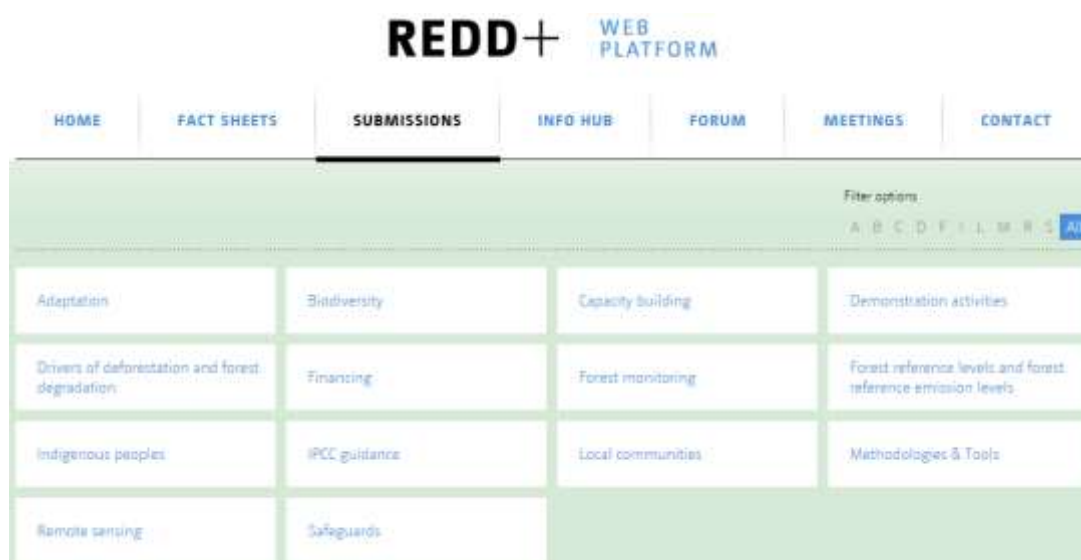 REDD+ WEB
PLATFORM
HOME FACT SHEETS SUBMISSIONS INFO HUB FORUM MEETINGS CONTACT
Filter options
A B C D F I L M R S All
Adaptation Biodiversity Capacity building Demonstration activities
Drivers of deforestation and forest
degradation
Financing Forest monitoring
Forest reference levels and forest
reference emission levels
Indigenous peoples IPCC guidance Local communities Methodologies & Tools
Remote sensing Safeguards